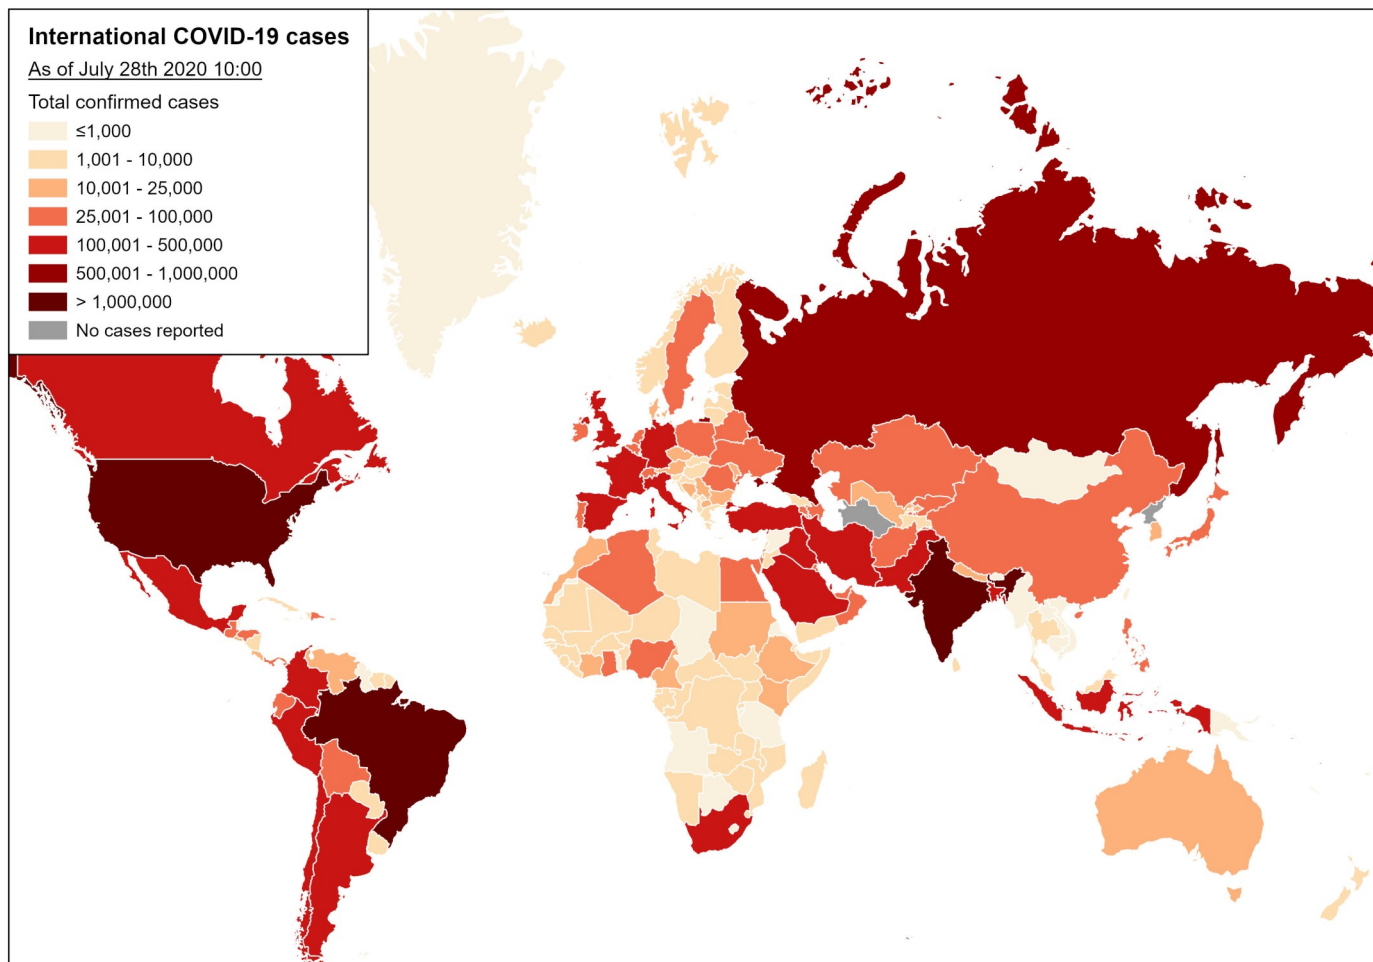 International COVID-19 cases
As of July 28th 2020 10:00
Total confirmed cases
≤1,000
1,001 - 10,000
10,001 - 25,000
25,001 - 100,000
100,001 - 500,000
500,001 - 1,000,000
> 1,000,000
No cases reported